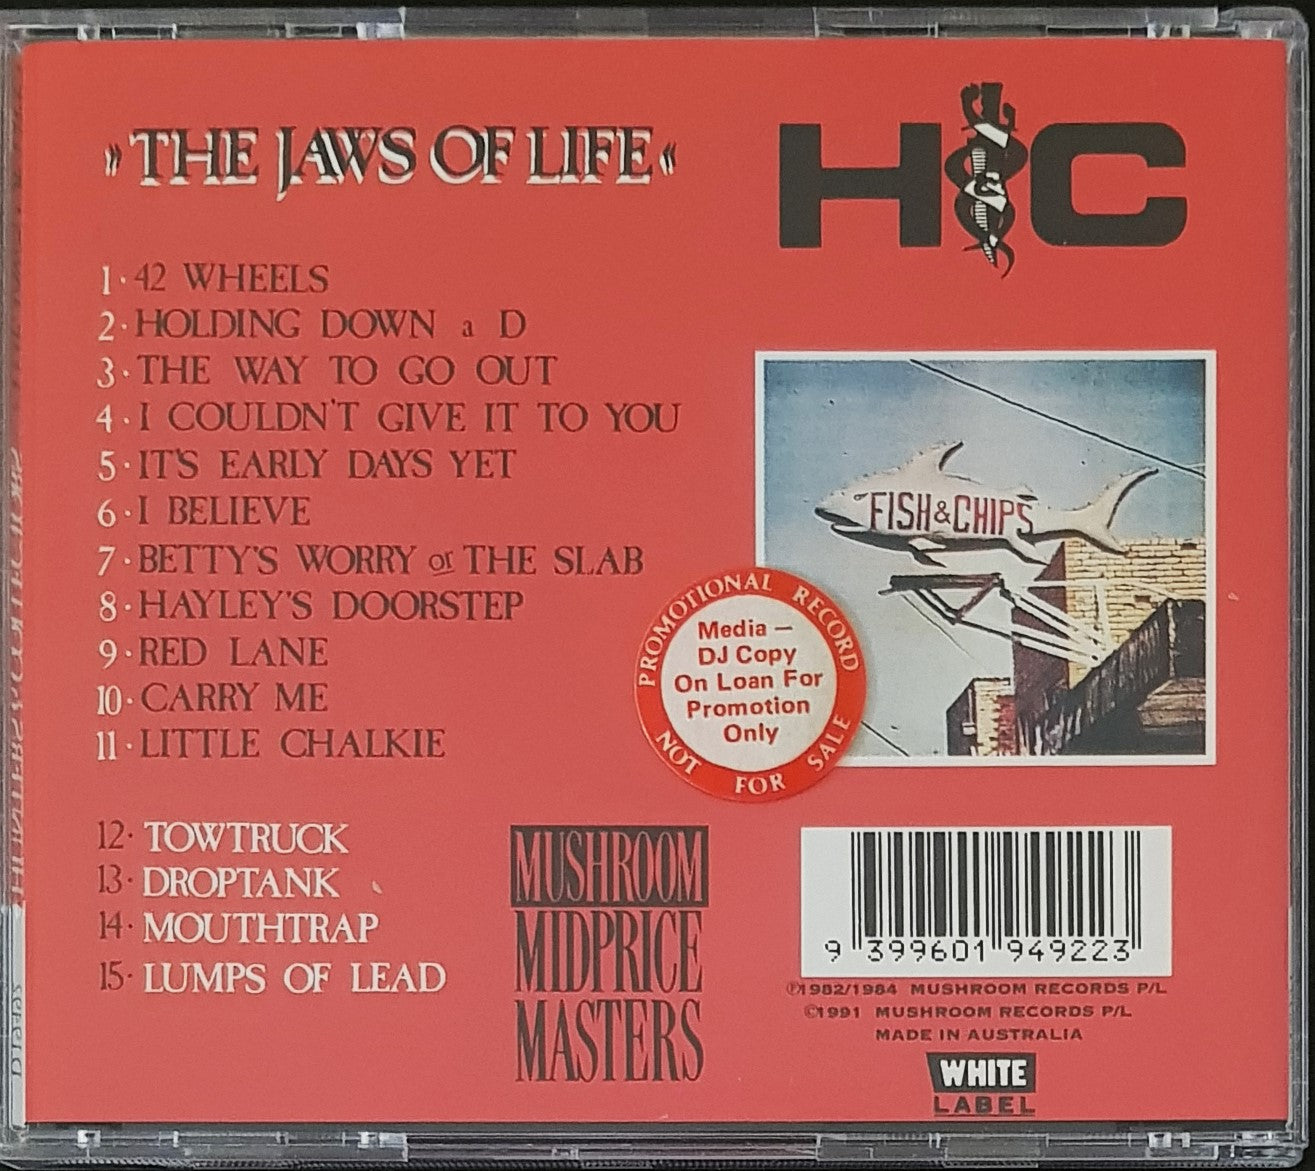 »THE JAWS OF LIFE«
H&C
1·42 WHEELS
2·HOLDING DOWN a D
3·THE WAY TO GO OUT
4·I COULDN'T GIVE IT TO YOU
5·IT'S EARLY DAYS YET
6·I BELIEVE
7·BETTY'S WORRY or THE SLAB
8·HAYLEY'S DOORSTEP
9·RED LANE
10·CARRY ME
11·LITTLE CHALKIE
12·TOWTRUCK
13·DROPTANK
14·MOUTHTRAP
15·LUMPS OF LEAD
FISH & CHIPS
PROMOTIONAL RECORD
Media —
DJ Copy
On Loan For
Promotion
Only
NOT FOR SALE
MUSHROOM
MIDPRICE
MASTERS
9 399601 949223
℗1982/1984 MUSHROOM RECORDS P/L
©1991 MUSHROOM RECORDS P/L
MADE IN AUSTRALIA
WHITE
LABEL